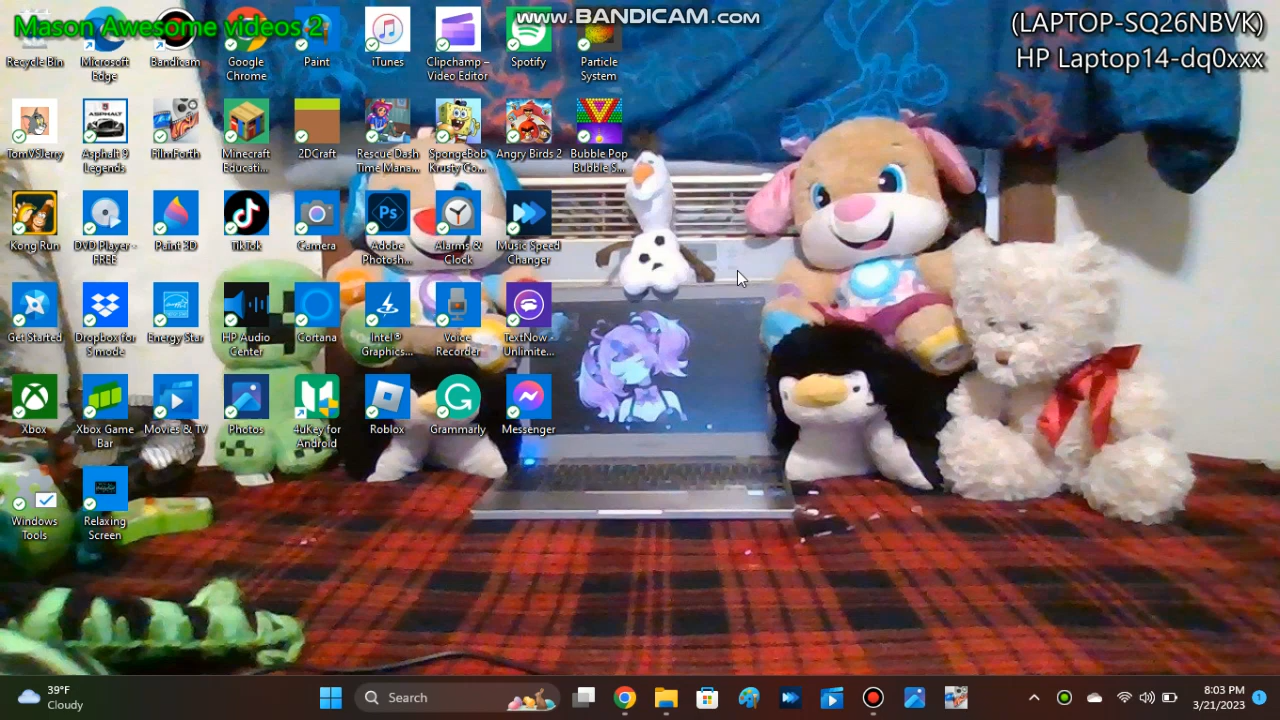 Mason Awesome videos 2
www.BANDICAM.com
(LAPTOP-SQ26NBVK)
HP Laptop14-dq0xxx
Recycle Bin
Microsoft
Edge
Bandicam
Google
Chrome
Paint
iTunes
Clipchamp –
Video Editor
Spotify
Particle
System
TomVSJerry
Asphalt 9
Legends
ASPHALT
FilmForth
Minecraft
Educati...
2DCraft
Rescue Dash
Time Mana...
SpongeBob
Krusty Co...
Angry Birds 2
Bubble Pop
Bubble S...
Kong Run
DVD Player -
FREE
Paint 3D
TikTok
Camera
Ps
Adobe
Photosh...
Alarms &
Clock
Music Speed
Changer
Get Started
Dropbox for
S mode
Energy Star
HP Audio
Center
Cortana
Intel®
Graphics...
Voice
Recorder
TextNow -
Unlimite...
Xbox
Xbox Game
Bar
Movies & TV
Photos
4uKey for
Android
Roblox
Grammarly
Messenger
Windows
Tools
Relaxing
Screen
39°F
Cloudy
Search
8:03 PM
3/21/2023
1